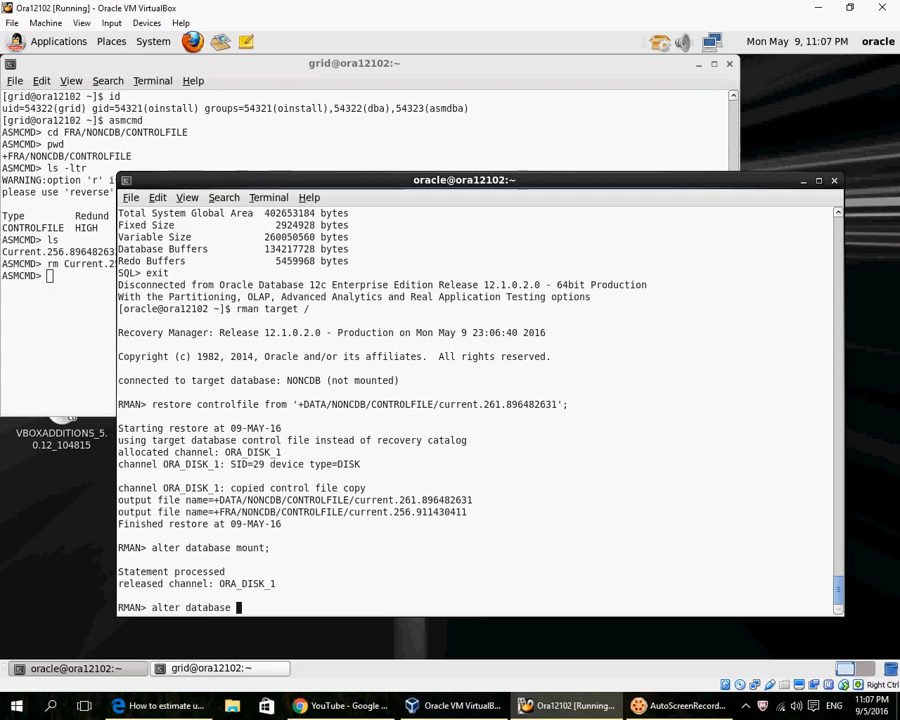 Ora12102 [Running] - Oracle VM VirtualBox
File Machine View Input Devices Help
Applications Places System Mon May 9, 11:07 PM oracle
grid@ora12102:~
File Edit View Search Terminal Help
[grid@ora12102 ~]$ id
uid=54322(grid) gid=54321(oinstall) groups=54321(oinstall),54322(dba),54323(asmdba)
[grid@ora12102 ~]$ asmcmd
ASMCMD> cd FRA/NONCDB/CONTROLFILE
ASMCMD> pwd
+FRA/NONCDB/CONTROLFILE
ASMCMD> ls -ltr
WARNING:option 'r' i
please use 'reverse'
Type Redund
CONTROLFILE HIGH
ASMCMD> ls
Current.256.89648263
ASMCMD> rm Current.2
ASMCMD>
oracle@ora12102:~
File Edit View Search Terminal Help
Total System Global Area 402653184 bytes
Fixed Size 2924928 bytes
Variable Size 260050560 bytes
Database Buffers 134217728 bytes
Redo Buffers 5459968 bytes
SQL> exit
Disconnected from Oracle Database 12c Enterprise Edition Release 12.1.0.2.0 - 64bit Production
With the Partitioning, OLAP, Advanced Analytics and Real Application Testing options
[oracle@ora12102 ~]$ rman target /
Recovery Manager: Release 12.1.0.2.0 - Production on Mon May 9 23:06:40 2016
Copyright (c) 1982, 2014, Oracle and/or its affiliates. All rights reserved.
connected to target database: NONCDB (not mounted)
RMAN> restore controlfile from '+DATA/NONCDB/CONTROLFILE/current.261.896482631';
Starting restore at 09-MAY-16
using target database control file instead of recovery catalog
allocated channel: ORA_DISK_1
channel ORA_DISK_1: SID=29 device type=DISK
channel ORA_DISK_1: copied control file copy
output file name=+DATA/NONCDB/CONTROLFILE/current.261.896482631
output file name=+FRA/NONCDB/CONTROLFILE/current.256.911430411
Finished restore at 09-MAY-16
RMAN> alter database mount;
Statement processed
released channel: ORA_DISK_1
RMAN> alter database
VBOXADDITIONS_5.
0.12_104815
oracle@ora12102:~ grid@ora12102:~
Right Ctrl
How to estimate u... YouTube - Google ... Oracle VM VirtualB... Ora12102 [Running... AutoScreenRecord... ENG 11:07 PM
9/5/2016